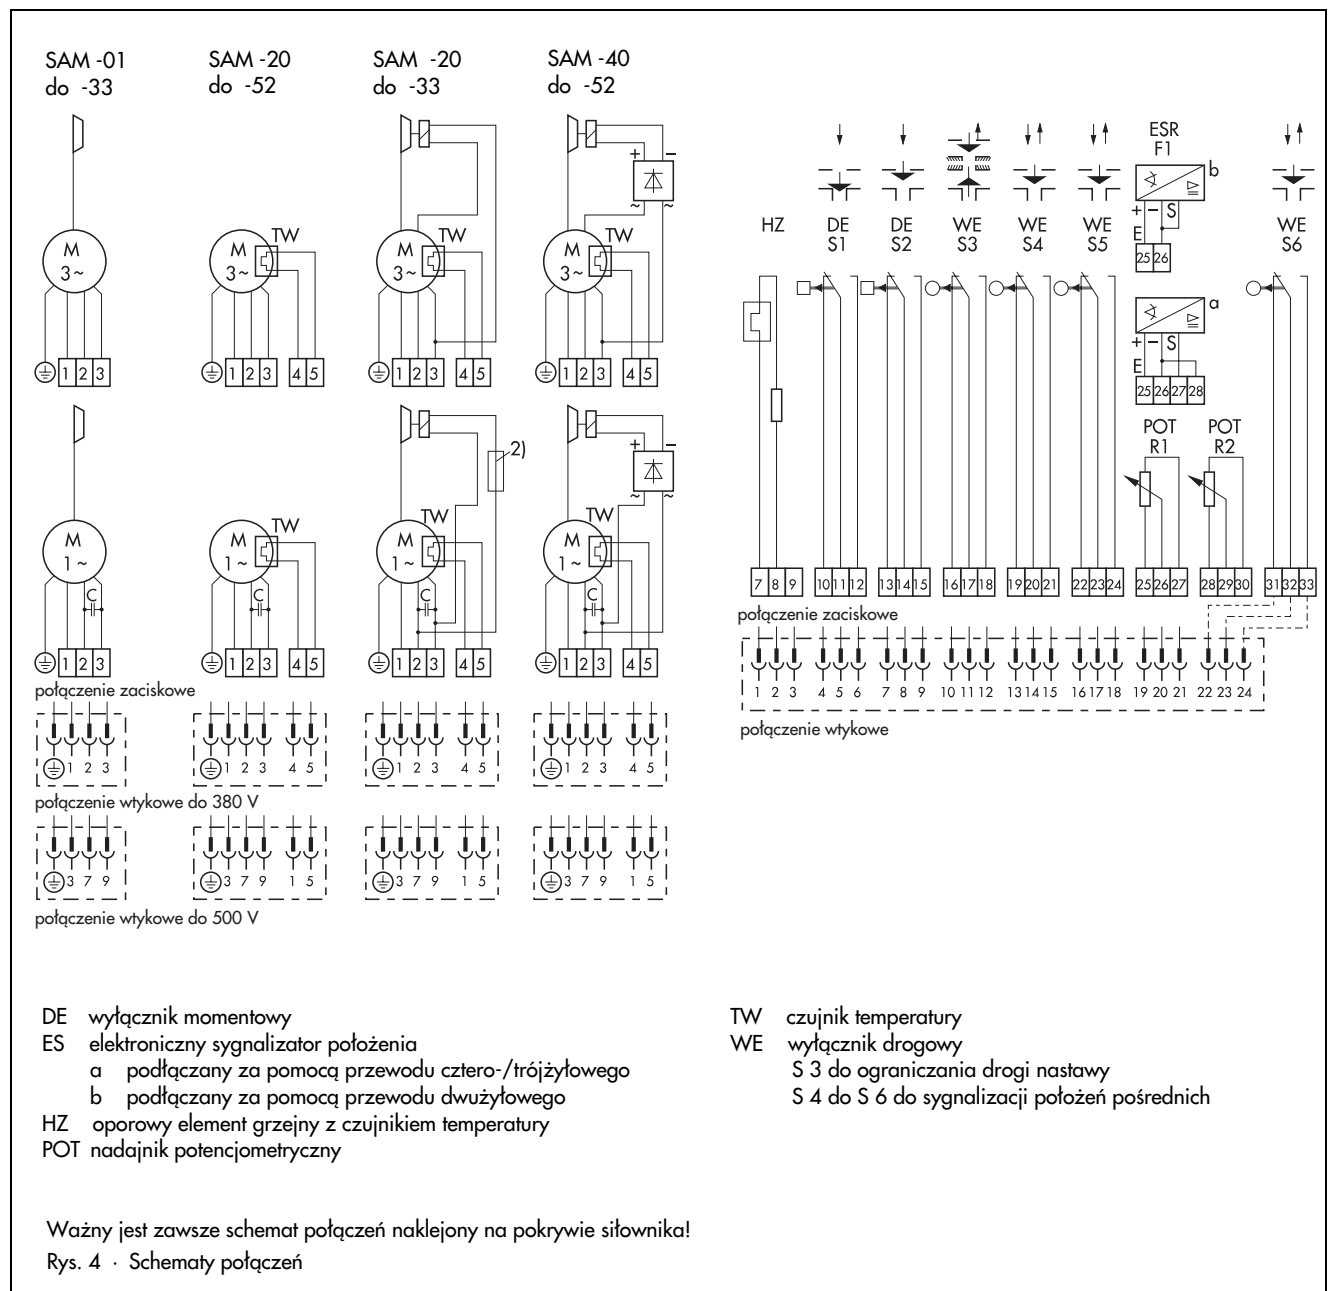 SAM -01 SAM -20 SAM -20 SAM -40
do -33 do -52 do -33 do -52
ESR
F1
b
+ −
+ − S
~ ~
E
HZ DE DE WE WE WE WE
S1 S2 S3 S4 S5 S6
25 26
TW TW TW
M M M M
3~ 3~ 3~ 3~
a
+ − S
E
1 2 3 1 2 3 4 5 1 2 3 4 5 1 2 3 4 5
25 26 27 28
POT POT
R1 R2
2)
+ −
~ ~
TW TW TW
M M M M
1~ 1~ 1~ 1~
C C C C
7 8 9 10 11 12 13 14 15 16 17 18 19 20 21 22 23 24 25 26 27 28 29 30 31 32 33
połączenie zaciskowe
1 2 3 1 2 3 4 5 1 2 3 4 5 1 2 3 4 5
połączenie zaciskowe
1 2 3 4 5 6 7 8 9 10 11 12 13 14 15 16 17 18 19 20 21 22 23 24
połączenie wtykowe
1 2 3 1 2 3 4 5 1 2 3 4 5 1 2 3 4 5
połączenie wtykowe do 380 V
3 7 9 3 7 9 1 5 3 7 9 1 5 3 7 9 1 5
połączenie wtykowe do 500 V
DE wyłącznik momentowy
ES elektroniczny sygnalizator położenia
a podłączany za pomocą przewodu cztero-/trójżyłowego
b podłączany za pomocą przewodu dwużyłowego
HZ oporowy element grzejny z czujnikiem temperatury
POT nadajnik potencjometryczny
TW czujnik temperatury
WE wyłącznik drogowy
S 3 do ograniczania drogi nastawy
S 4 do S 6 do sygnalizacji położeń pośrednich
Ważny jest zawsze schemat połączeń naklejony na pokrywie siłownika!
Rys. 4 · Schematy połączeń